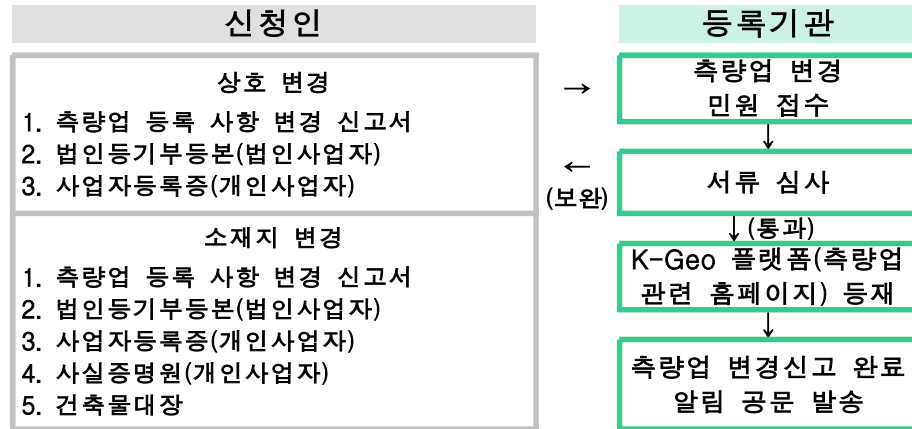 신청인
상호 변경
1. 측량업 등록 사항 변경 신고서
2. 법인등기부등본(법인사업자)
3. 사업자등록증(개인사업자)
소재지 변경
1. 측량업 등록 사항 변경 신고서
2. 법인등기부등본(법인사업자)
3. 사업자등록증(개인사업자)
4. 사실증명원(개인사업자)
5. 건축물대장
→
←
(보완)
등록기관
측량업 변경
민원 접수
↓
서류 심사
↓(통과)
K-Geo 플랫폼(측량업
관련 홈페이지) 등재
↓
측량업 변경신고 완료
알림 공문 발송